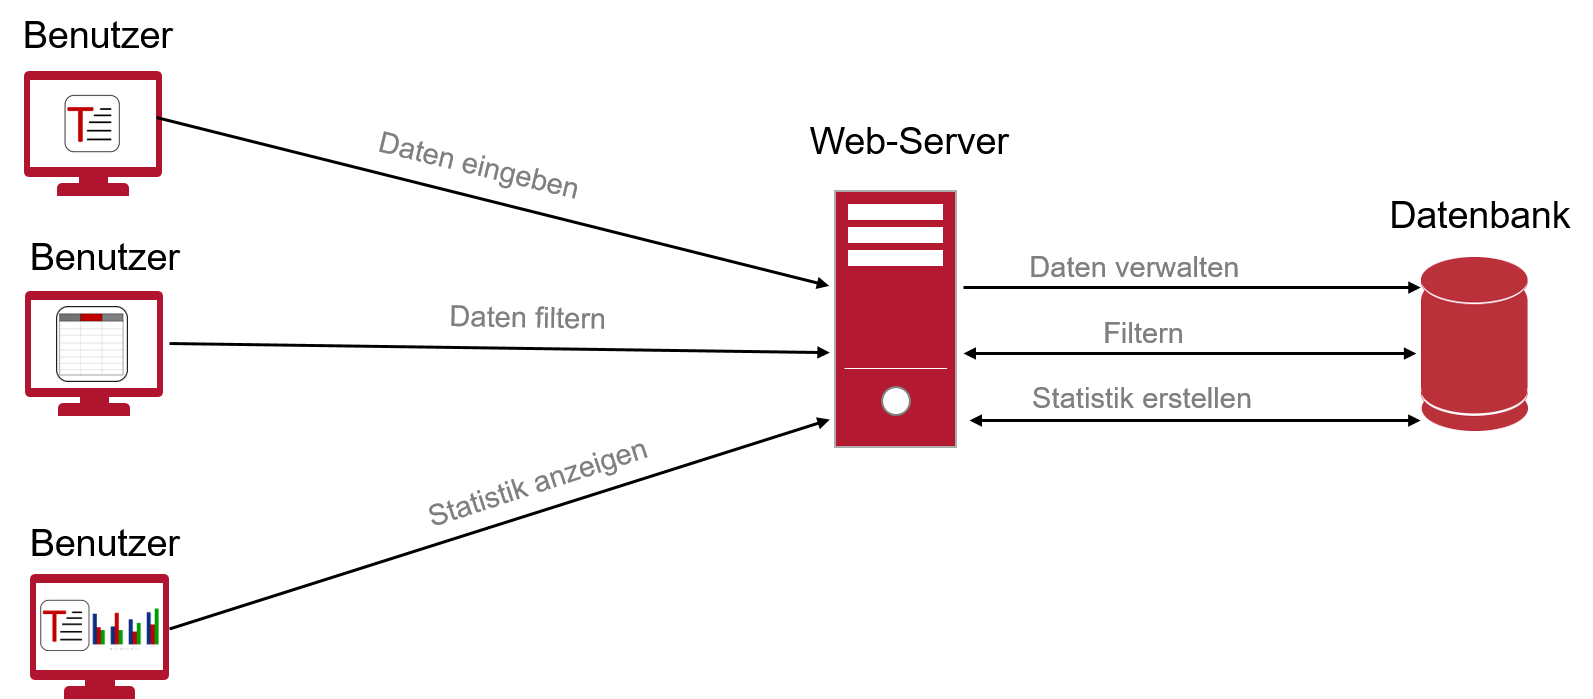 Benutzer
Daten eingeben
Web-Server
Datenbank
Benutzer
Daten verwalten
Daten filtern
Filtern
Statistik erstellen
Statistik anzeigen
Benutzer
T
T